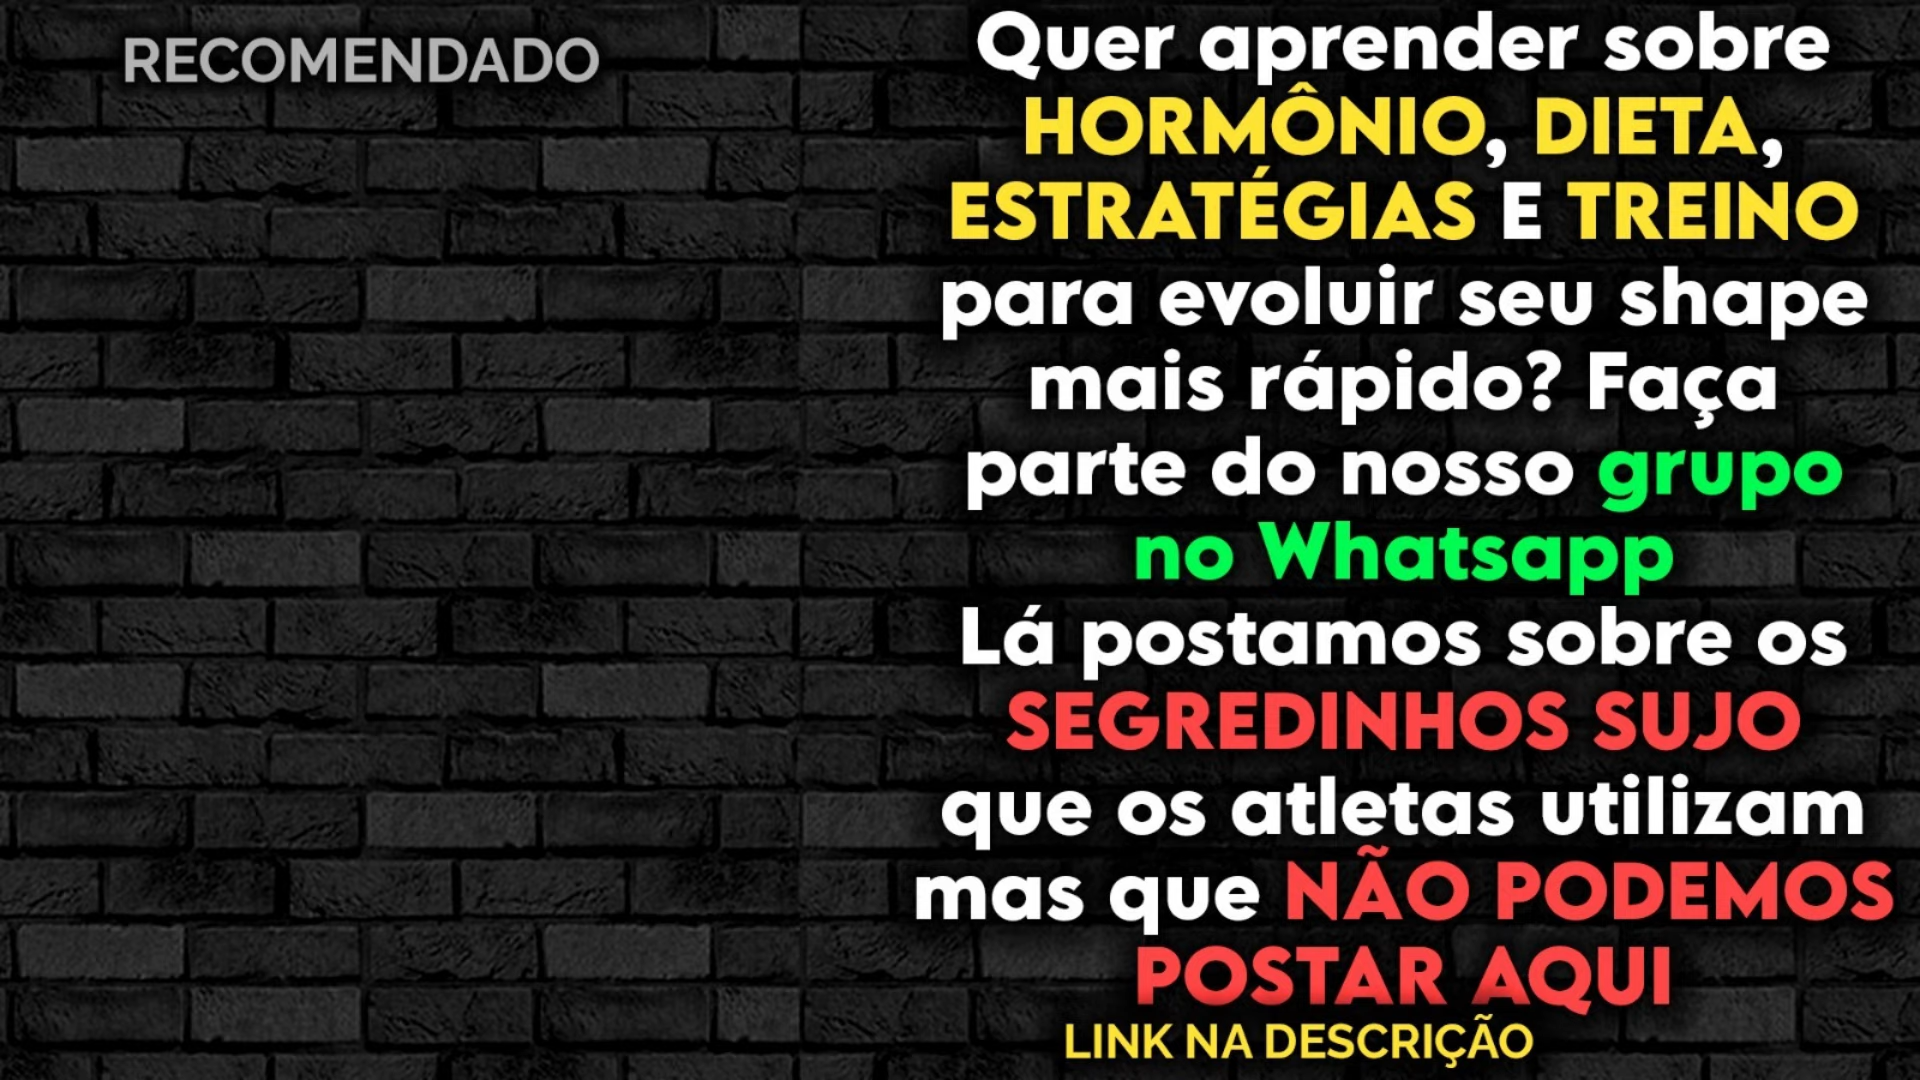 RECOMENDADO
Quer aprender sobre
HORMÔNIO, DIETA,
ESTRATÉGIAS E TREINO
para evoluir seu shape
mais rápido? Faça
parte do nosso grupo
no Whatsapp
Lá postamos sobre os
SEGREDINHOS SUJO
que os atletas utilizam
mas que NÃO PODEMOS
POSTAR AQUI
LINK NA DESCRIÇÃO